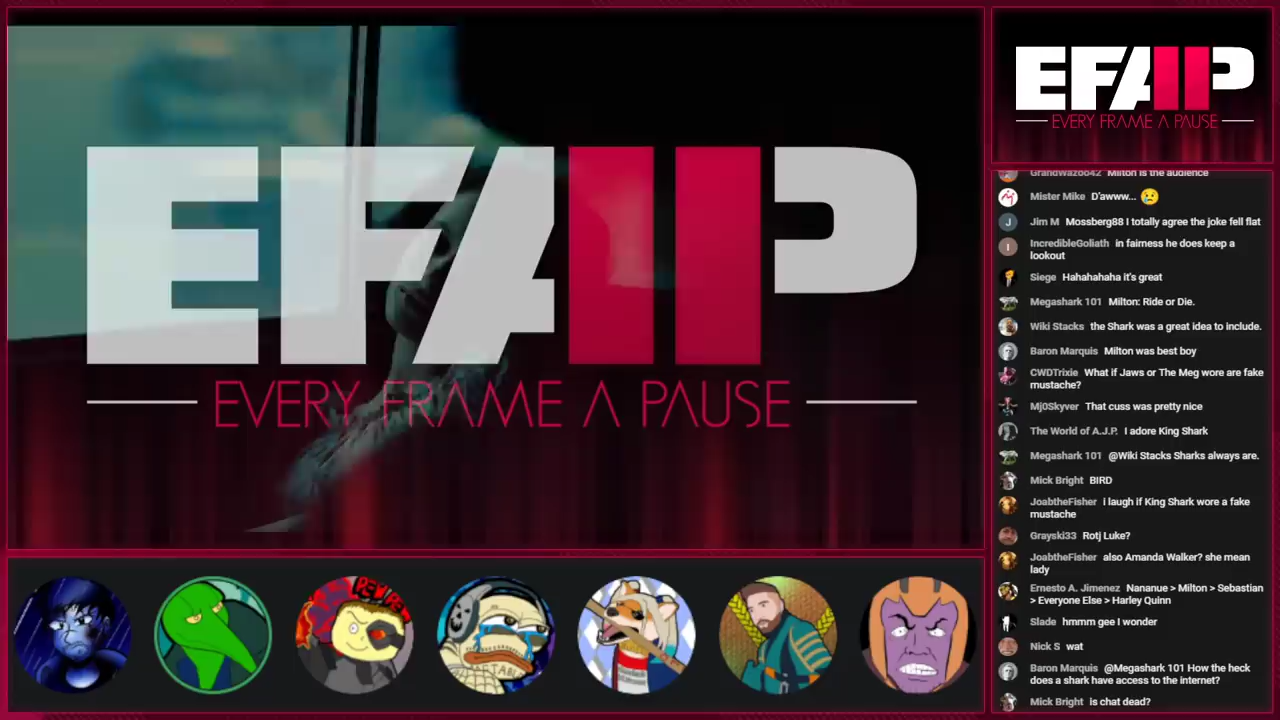 EFAP
EVERY FRAME A PAUSE
EFAP
EVERY FRAME A PAUSE
GrandWazoo42 Milton is the audience
Mister Mike D'awww... 😢
Jim M Mossberg88 I totally agree the joke fell flat
IncredibleGoliath in fairness he does keep a
lookout
Siege Hahahahaha it's great
Megashark 101 Milton: Ride or Die.
Wiki Stacks the Shark was a great idea to include.
Baron Marquis Milton was best boy
CWDTrixie What if Jaws or The Meg wore are fake
mustache?
Mj0Skyver That cuss was pretty nice
The World of A.J.P. I adore King Shark
Megashark 101 @Wiki Stacks Sharks always are.
Mick Bright BIRD
JoabtheFisher i laugh if King Shark wore a fake
mustache
Grayski33 Rotj Luke?
JoabtheFisher also Amanda Walker? she mean
lady
Ernesto A. Jimenez Nananue > Milton > Sebastian
> Everyone Else > Harley Quinn
Slade hmmm gee I wonder
Nick S wat
Baron Marquis @Megashark 101 How the heck
does a shark have access to the internet?
Mick Bright is chat dead?